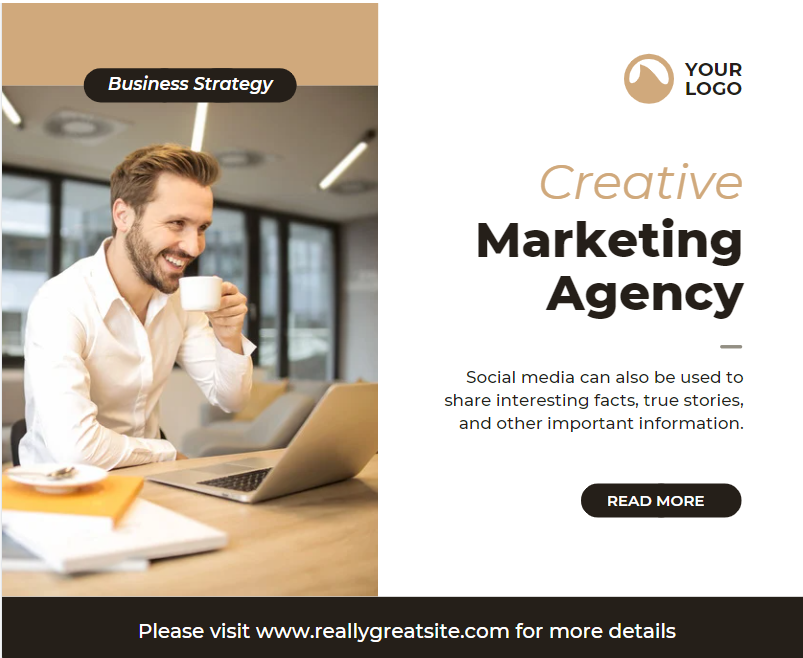 Business Strategy
YOUR
LOGO
Creative
Marketing
Agency
Social media can also be used to
share interesting facts, true stories,
and other important information.
READ MORE
Please visit www.reallygreatsite.com for more details